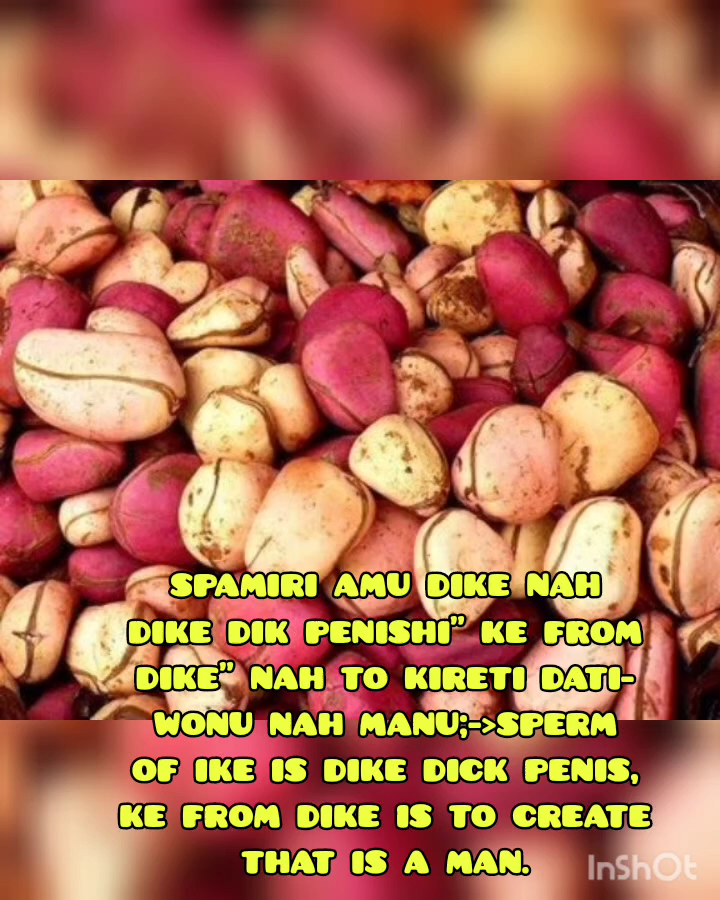 SPAMIRI AMU DIKE NAH
DIKE DIK PENISHI" KE FROM
DIKE" NAH TO KIRETI DATI-
WONU NAH MANU;->SPERM
OF IKE IS DIKE DICK PENIS,
KE FROM DIKE IS TO CREATE
THAT IS A MAN.
InShOt